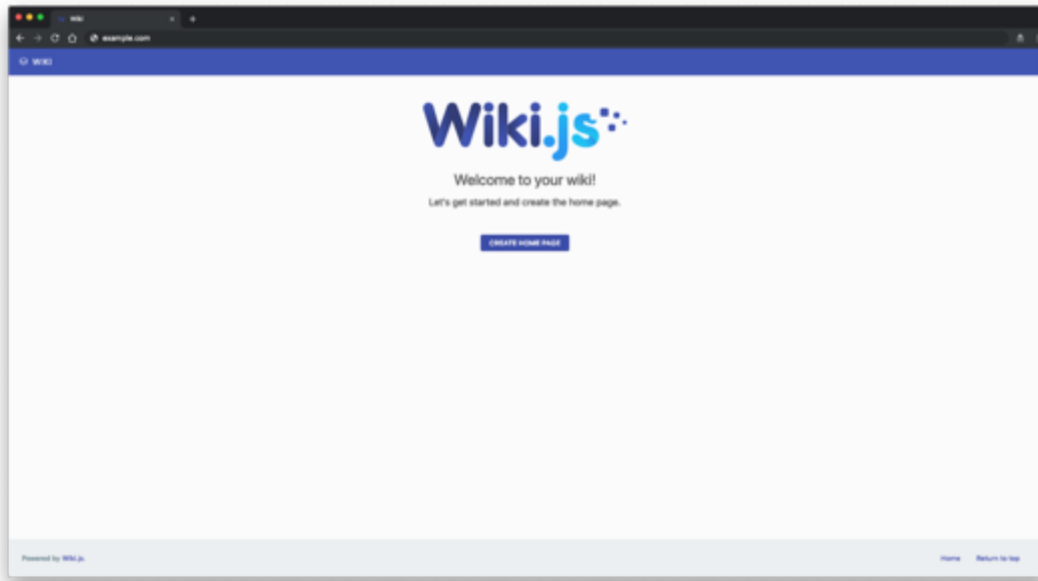 Wiki
example.com
WIKI
Wiki.js
Welcome to your wiki!
Let's get started and create the home page.
CREATE HOME PAGE
Powered by Wiki.js.
Home Return to top